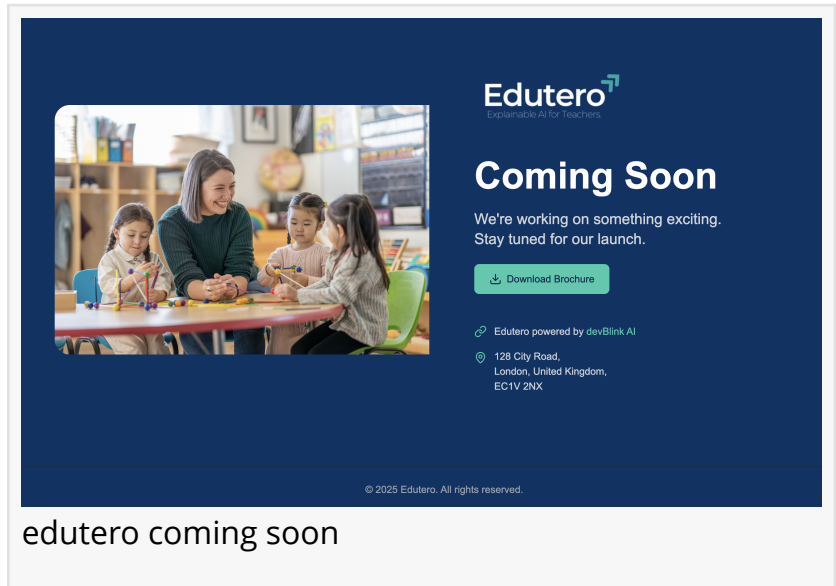 Edutero
Explainable AI for Teachers.
Coming Soon
We're working on something exciting.
Stay tuned for our launch.
Download Brochure
Edutero powered by devBlink AI
128 City Road,
London, United Kingdom,
EC1V 2NX
© 2025 Edutero. All rights reserved.
edutero coming soon